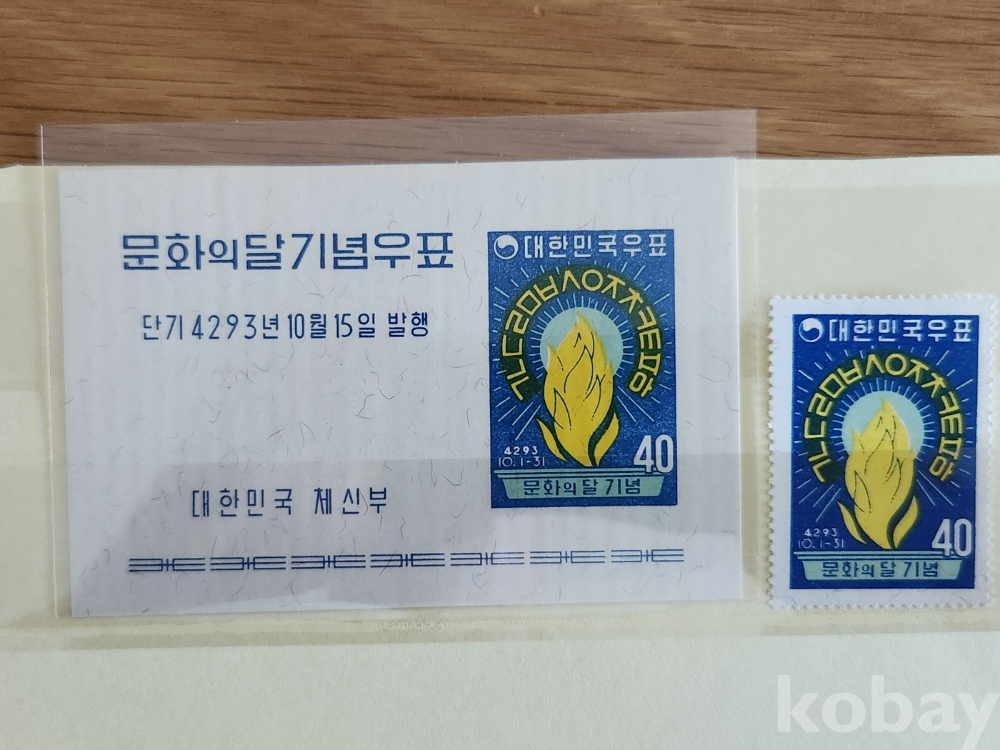 문화의달기념우표
단기4293년10월15일 발행
대한민국 체신부
대한민국우표
ㄱㄴㄷㄹㅁㅂㅅㅇㅈㅊㅋㅌㅍㅎ
4293
10.1-31
40
문화의달기념
대한민국우표
ㄱㄴㄷㄹㅁㅂㅅㅇㅈㅊㅋㅌㅍㅎ
4293
10.1-31
40
문화의달기념
kobay